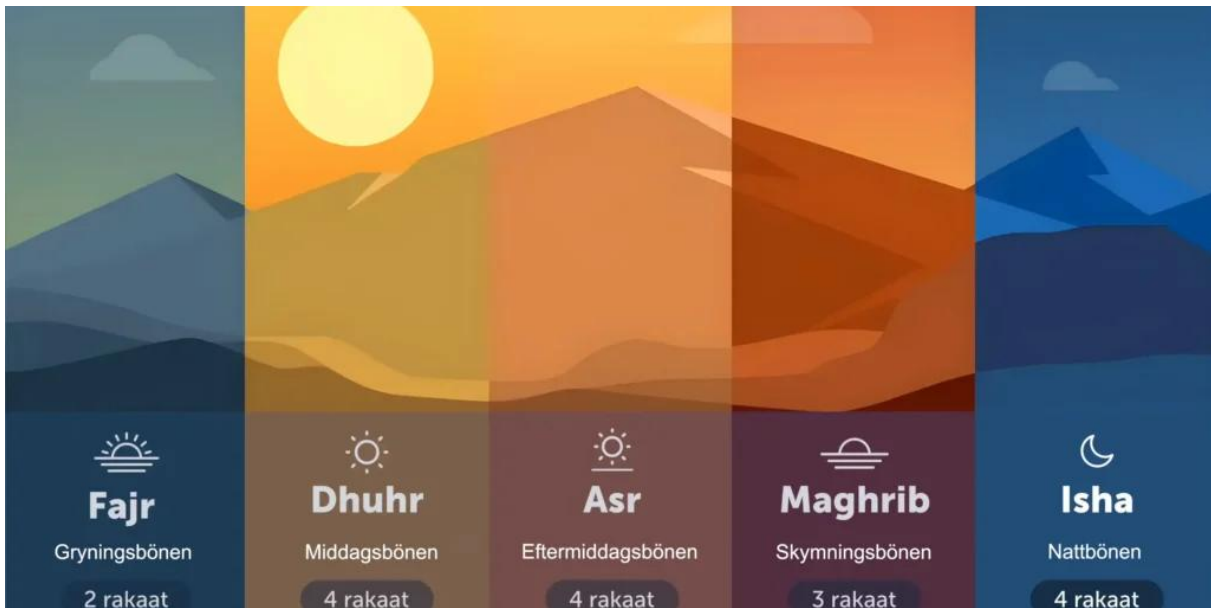 Fajr
Gryningsbönen
2 rakaat
Dhuhr
Middagsbönen
4 rakaat
Asr
Eftermiddagsbönen
4 rakaat
Maghrib
Skymningsbönen
3 rakaat
Isha
Nattbönen
4 rakaat